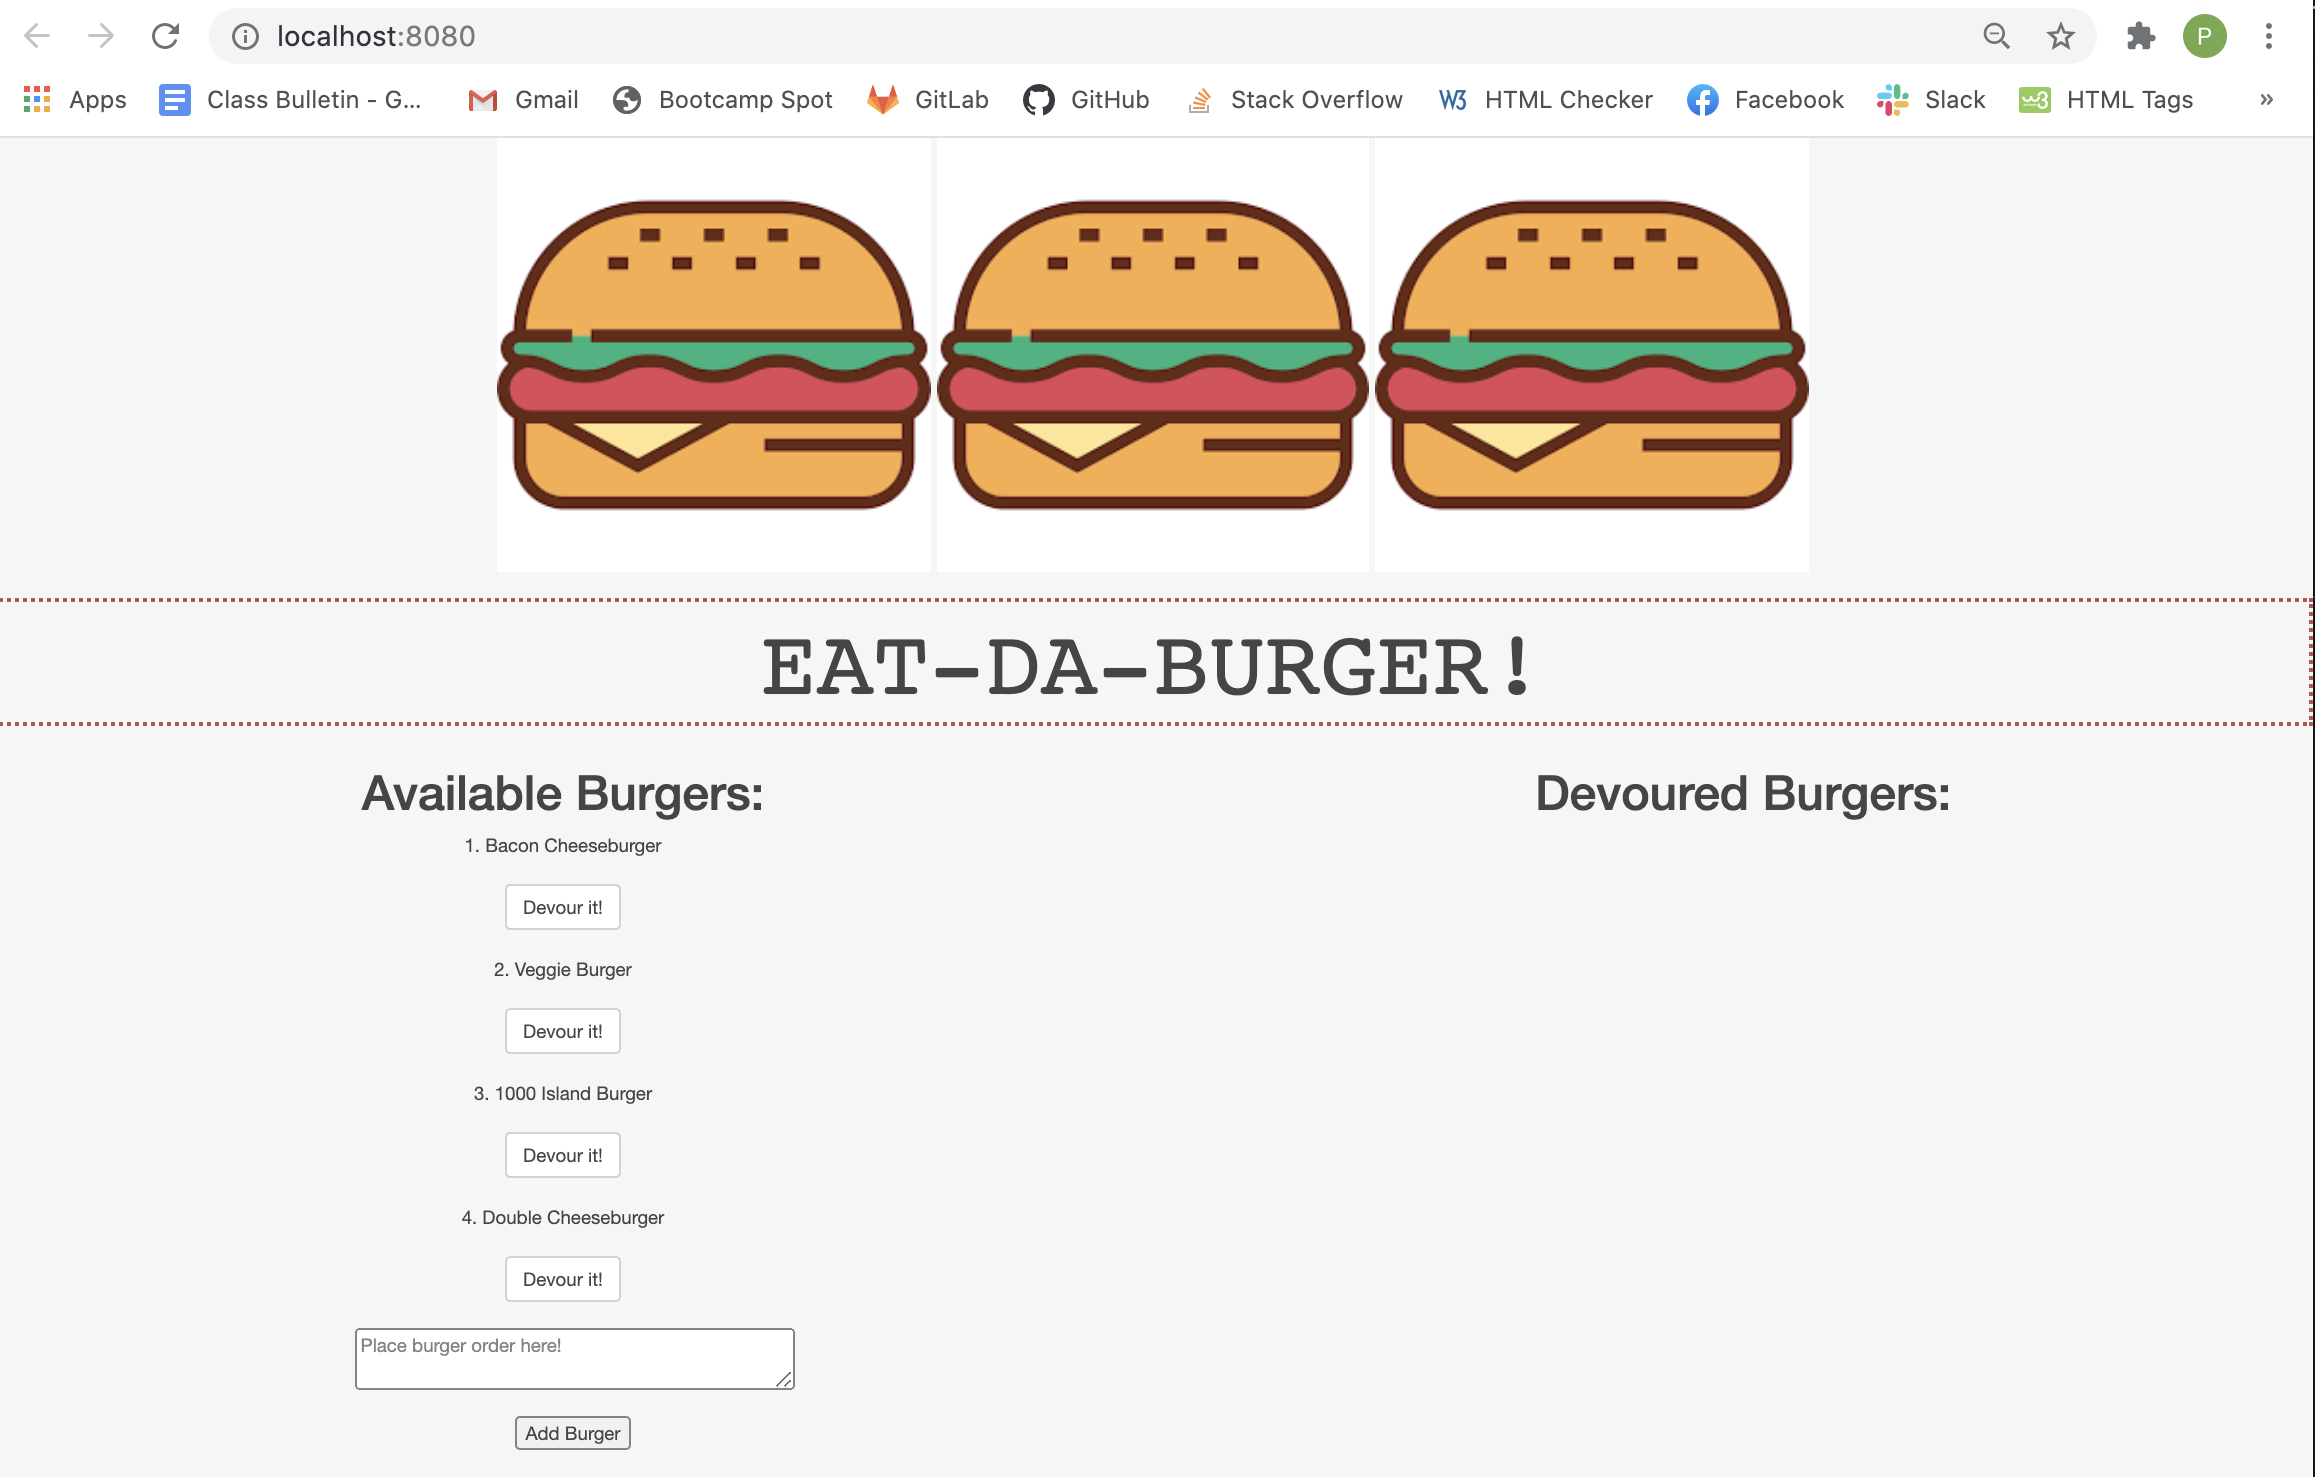 localhost:8080
P
Apps Class Bulletin - G... Gmail Bootcamp Spot GitLab GitHub Stack Overflow W3 HTML Checker Facebook Slack w3 HTML Tags »
EAT-DA-BURGER!
Available Burgers:
Devoured Burgers:
1. Bacon Cheeseburger
Devour it!
2. Veggie Burger
Devour it!
3. 1000 Island Burger
Devour it!
4. Double Cheeseburger
Devour it!
Place burger order here!
Add Burger